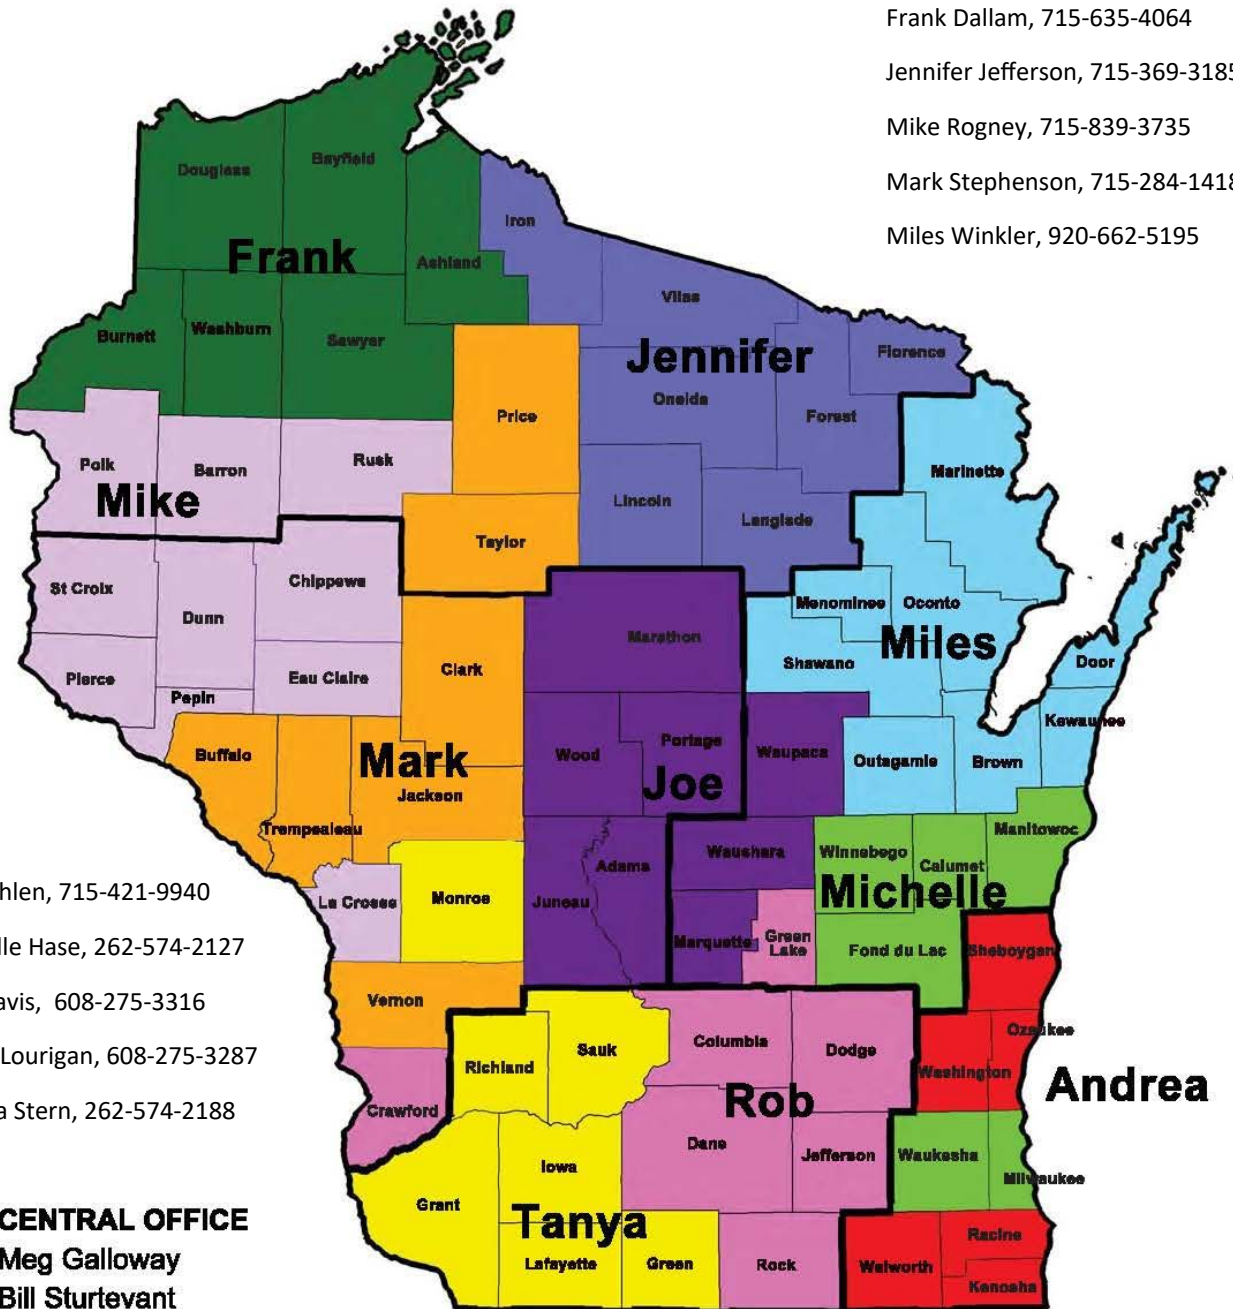 Frank Dallam, 715-635-4064
Jennifer Jefferson, 715-369-3185
Mike Rogney, 715-839-3735
Mark Stephenson, 715-284-1418
Miles Winkler, 920-662-5195
Douglass
Bayfield
Iron
Ashland
Frank
Vilas
Burnett
Washburn
Sawyer
Jennifer
Florence
Oneida
Price
Forest
Polk
Barron
Rusk
Marinette
Mike
Lincoln
Langlade
Taylor
St Croix
Chippewa
Dunn
Menominee
Oconto
Marathon
Miles
Clark
Shawano
Door
Pierce
Eau Claire
Pepin
Kewaunee
Buffalo
Mark
Wood
Portage
Waupaca
Outagamie
Brown
Joe
Jackson
Trempealeau
Manitowoc
Adams
Waushara
Winnebago
Calumet
Michelle
hlen, 715-421-9940
La Crosse
Monroe
Juneau
Marquette
Green
Lake
Fond du Lac
Sheboygan
lle Hase, 262-574-2127
avis, 608-275-3316
Vernon
Lourigan, 608-275-3287
Richland
Sauk
Columbia
Dodge
Ozaukee
Washington
Andrea
a Stern, 262-574-2188
Crawford
Rob
Dane
Jefferson
Waukesha
Milwaukee
Iowa
Grant
Tanya
Lafayette
Green
Rock
Walworth
Racine
Kenosha
CENTRAL OFFICE
Meg Galloway
Bill Sturtevant